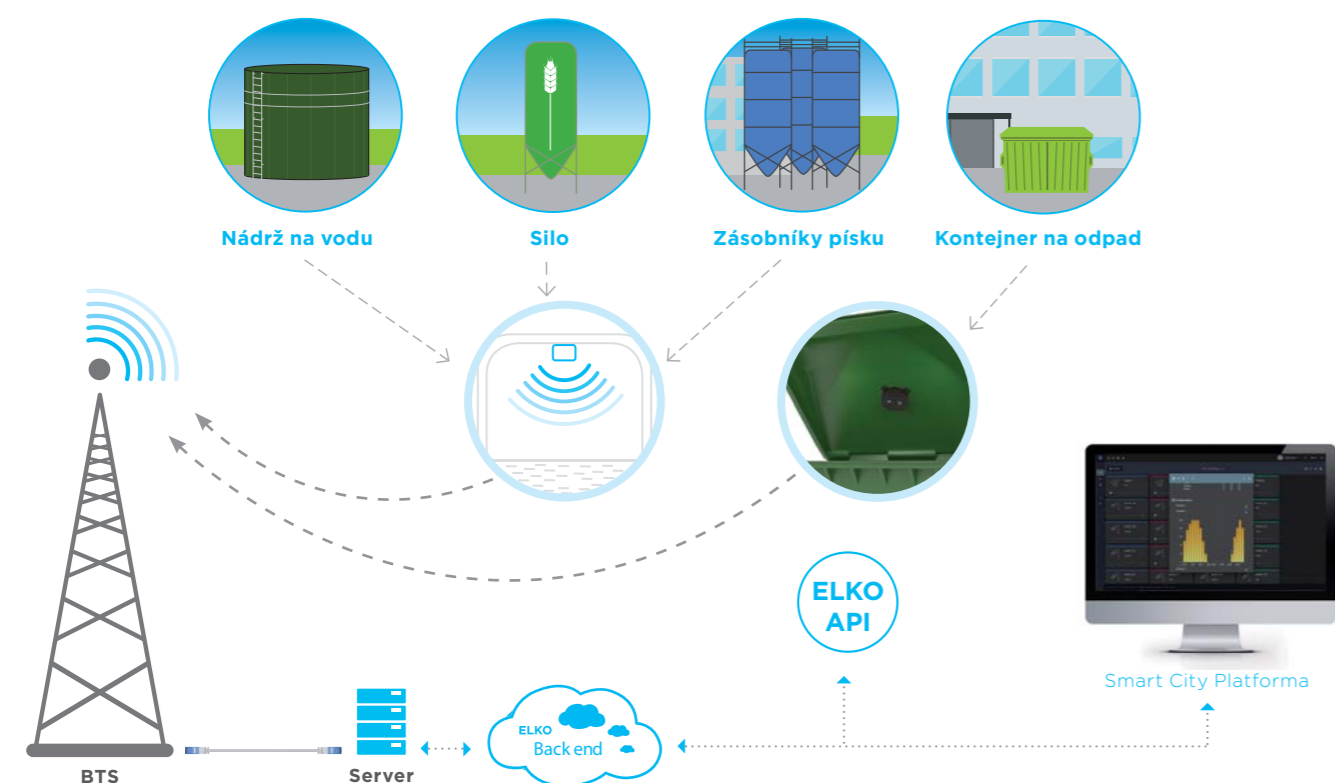 Nádrž na vodu
Silo
Zásobníky písku
Kontejner na odpad
ELKO
API
Smart City Platforma
ELKO
Back end
BTS
Server